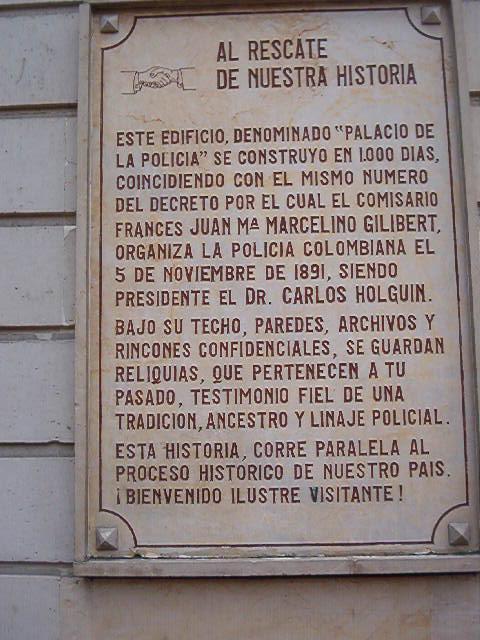 AL RESCATE
DE NUESTRA HISTORIA
ESTE EDIFICIO, DENOMINADO "PALACIO DE
LA POLICIA" SE CONSTRUYO EN 1.000 DIAS,
COINCIDIENDO CON EL MISMO NUMERO
DEL DECRETO POR EL CUAL EL COMISARIO
FRANCES JUAN Mª MARCELINO GILIBERT,
ORGANIZA LA POLICIA COLOMBIANA EL
5 DE NOVIEMBRE DE 1891, SIENDO
PRESIDENTE EL DR. CARLOS HOLGUIN.
BAJO SU TECHO, PAREDES, ARCHIVOS Y
RINCONES CONFIDENCIALES, SE GUARDAN
RELIQUIAS, QUE PERTENECEN A TU
PASADO, TESTIMONIO FIEL DE UNA
TRADICION, ANCESTRO Y LINAJE POLICIAL.
ESTA HISTORIA, CORRE PARALELA AL
PROCESO HISTORICO DE NUESTRO PAIS.
¡BIENVENIDO ILUSTRE VISITANTE!